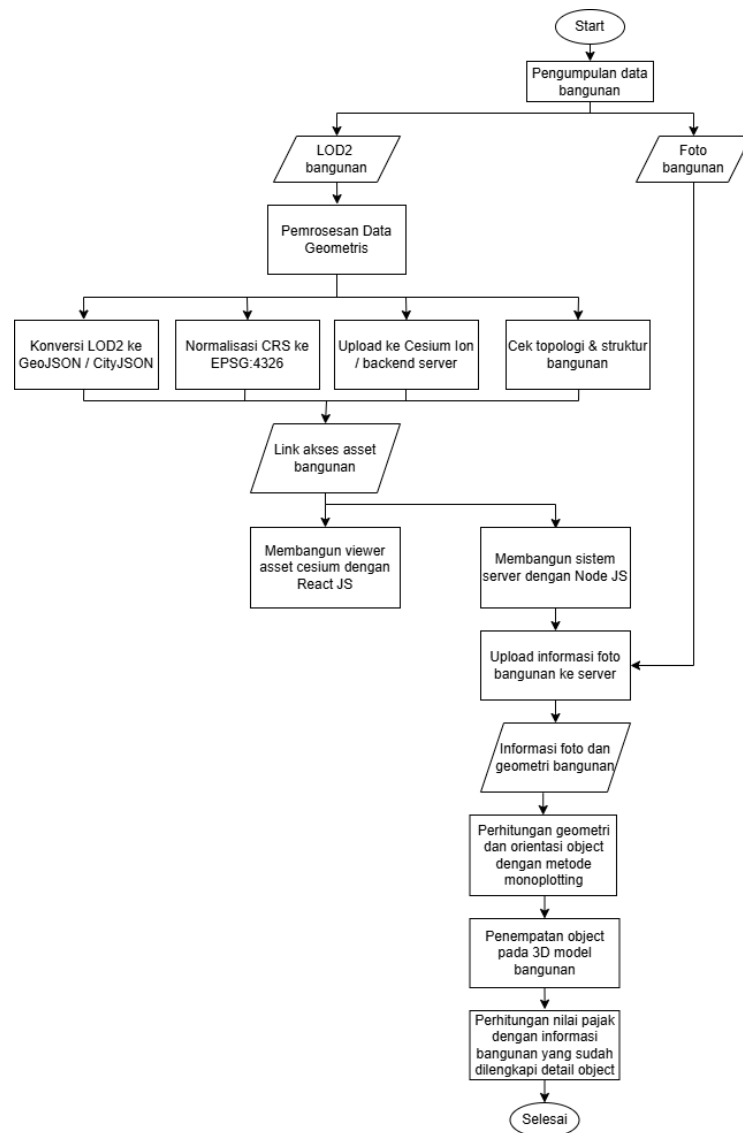 Start
Pengumpulan data
bangunan
LOD2
bangunan
Foto
bangunan
Pemrosesan Data
Geometris
Konversi LOD2 ke
GeoJSON / CityJSON
Normalisasi CRS ke
EPSG:4326
Upload ke Cesium Ion
/ backend server
Cek topologi & struktur
bangunan
Link akses asset
bangunan
Membangun viewer
asset cesium dengan
React JS
Membangun sistem
server dengan Node JS
Upload informasi foto
bangunan ke server
Informasi foto dan
geometri bangunan
Perhitungan geometri
dan orientasi object
dengan metode
monoplotting
Penempatan object
pada 3D model
bangunan
Perhitungan nilai pajak
dengan informasi
bangunan yang sudah
dilengkapi detail object
Selesai